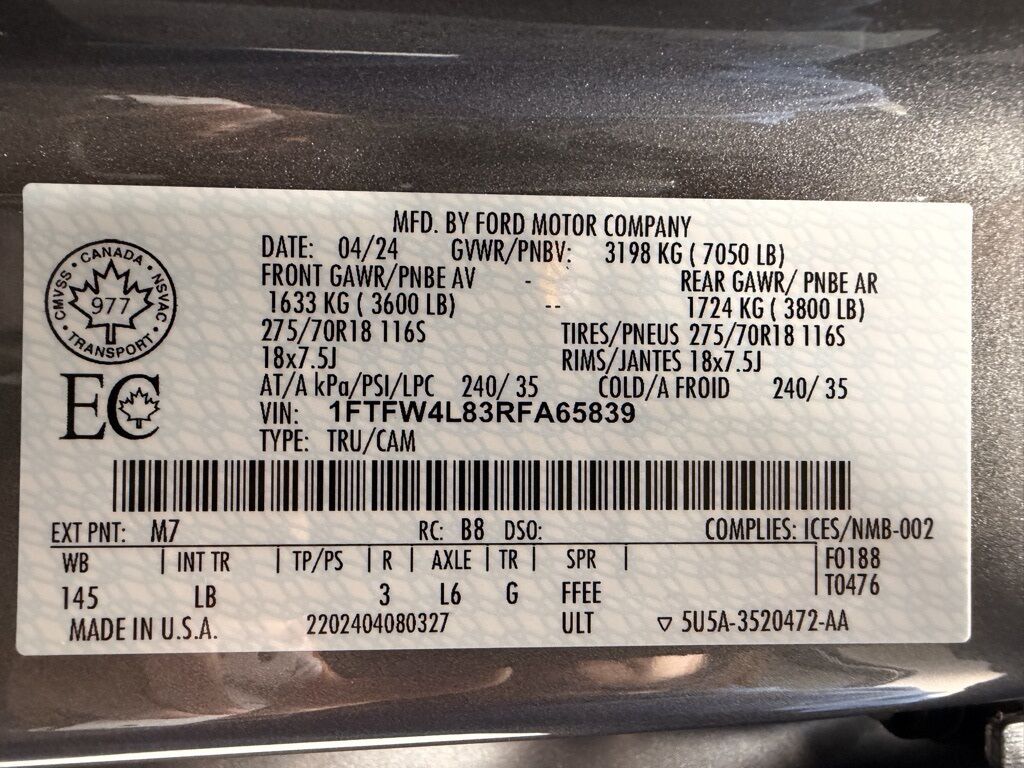 MFD. BY FORD MOTOR COMPANY
DATE: 04/24 GVWR/PNBV: 3198 KG ( 7050 LB)
FRONT GAWR/PNBE AV - REAR GAWR/ PNBE AR
1633 KG ( 3600 LB) -- 1724 KG ( 3800 LB)
275/70R18 116S TIRES/PNEUS 275/70R18 116S
18x7.5J RIMS/JANTES 18x7.5J
AT/A kPa/PSI/LPC 240/ 35 COLD/A FROID 240/ 35
VIN: 1FTFW4L83RFA65839
TYPE: TRU/CAM
CMVSS • CANADA • NSVAC • TRANSPORT •
977
EC
EXT PNT: M7 RC: B8 DSO: COMPLIES: ICES/NMB-002
WB | INT TR | TP/PS | R | AXLE | TR | SPR | F0188
145 LB 3 L6 G FFEE T0476
MADE IN U.S.A. 2202404080327 ULT ▽ 5U5A-3520472-AA